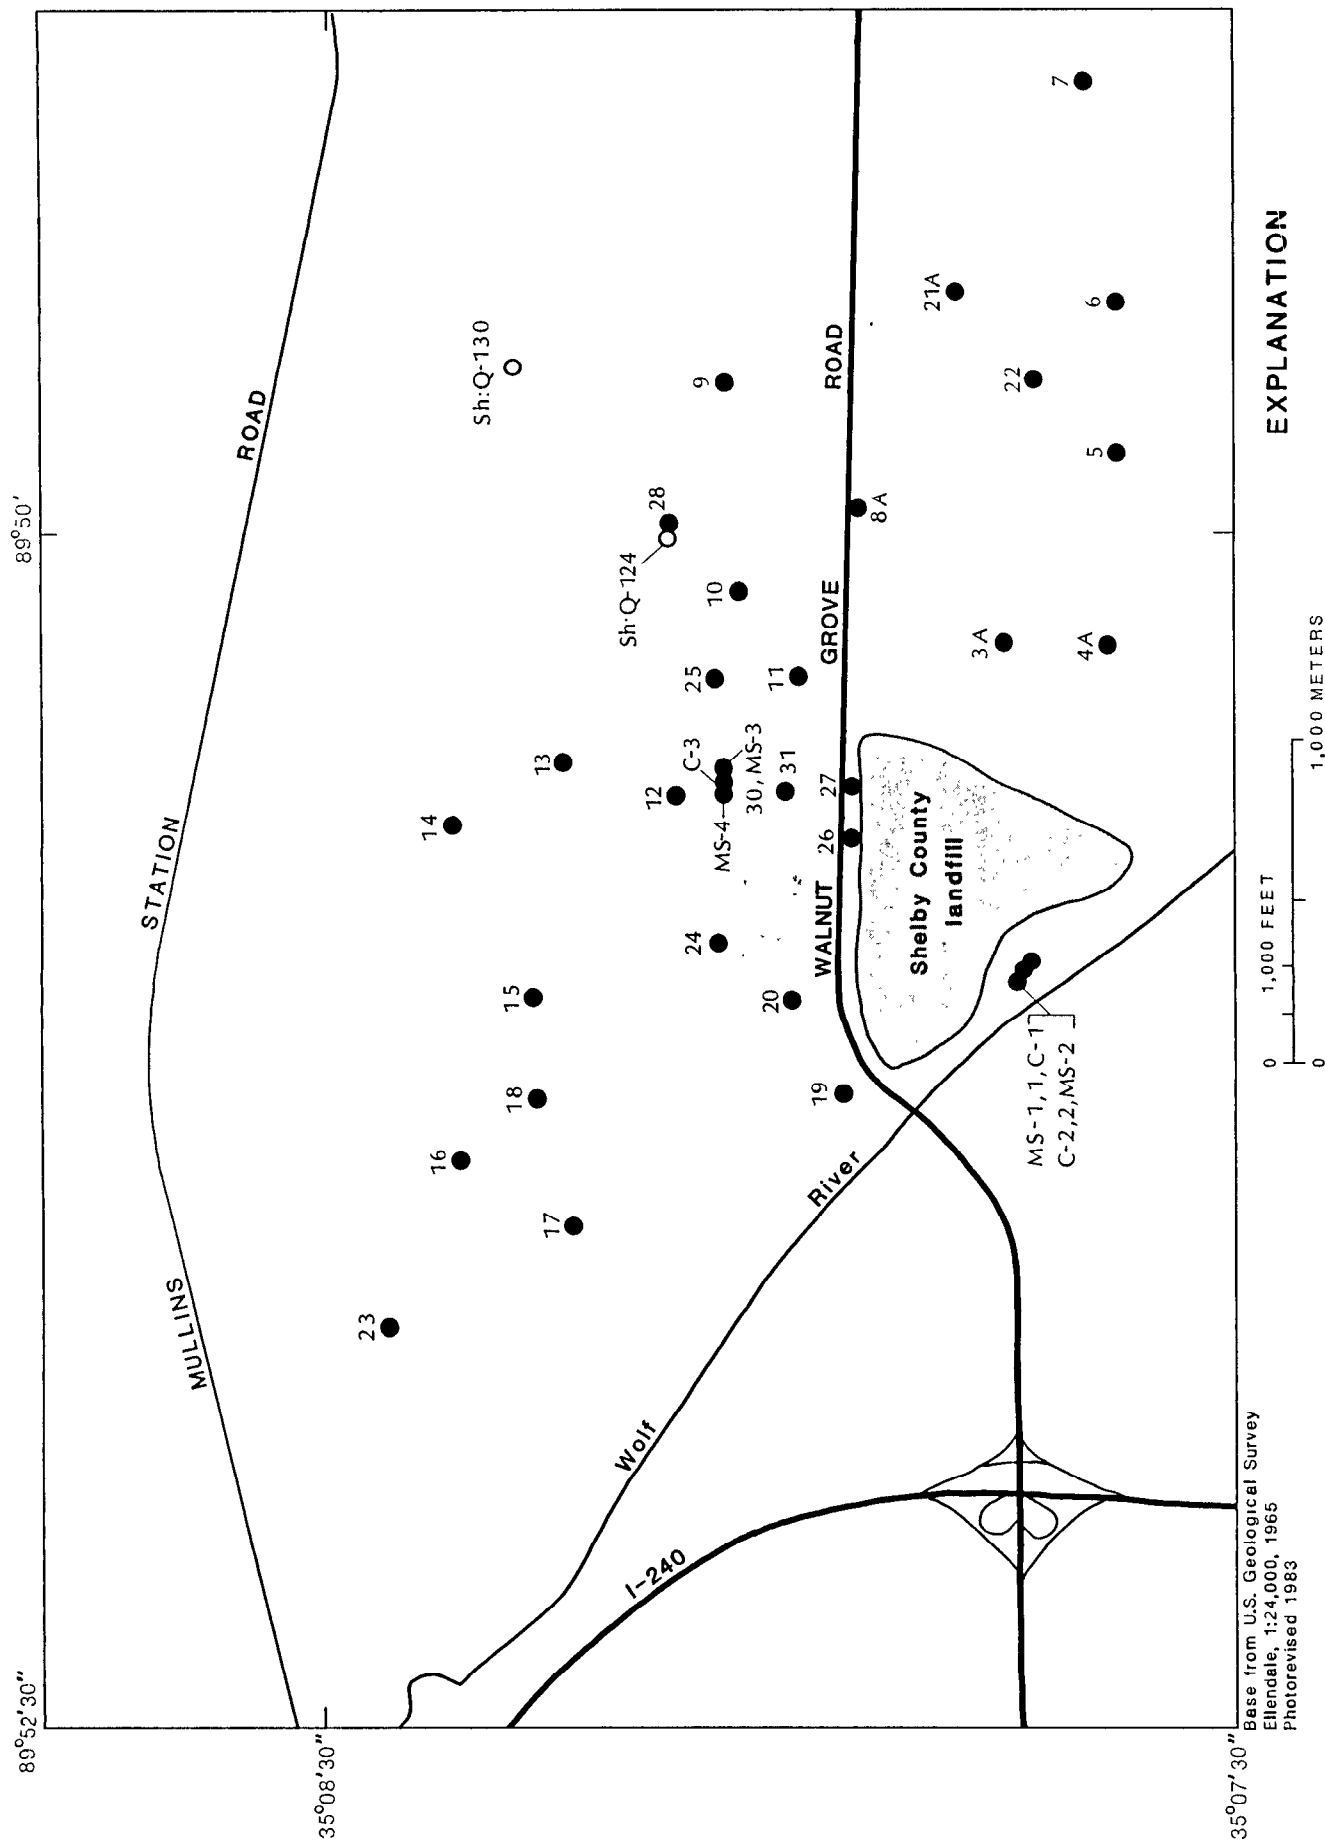 89°52'30"
89°50'
35°08'30"
35°07'30"
MULLINS
STATION
ROAD
Sh:Q-130
23
14
16
13
17
15
18
Sh:Q-124
28
12
25
9
24
C-3
MS-4
30, MS-3
10
11
31
20
19
26
27
8A
WALNUT
GROVE
ROAD
I-240
Wolf
River
Shelby County
landfill
21A
3A
22
7
4A
5
6
MS-1, 1, C-1
C-2, 2, MS-2
Base from U.S. Geological Survey
Ellendale, 1:24,000, 1965
Photorevised 1983
0
1,000 FEET
0
1,000 METERS
EXPLANATION